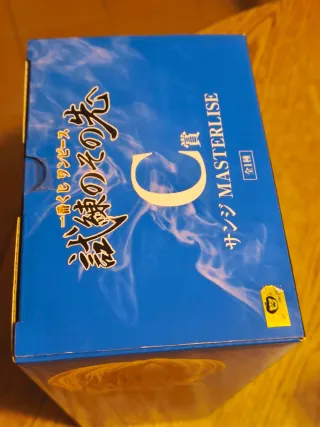 一番くじ ワンピース
試練のその先へ
C賞
サンジ MASTERLISE
全1種